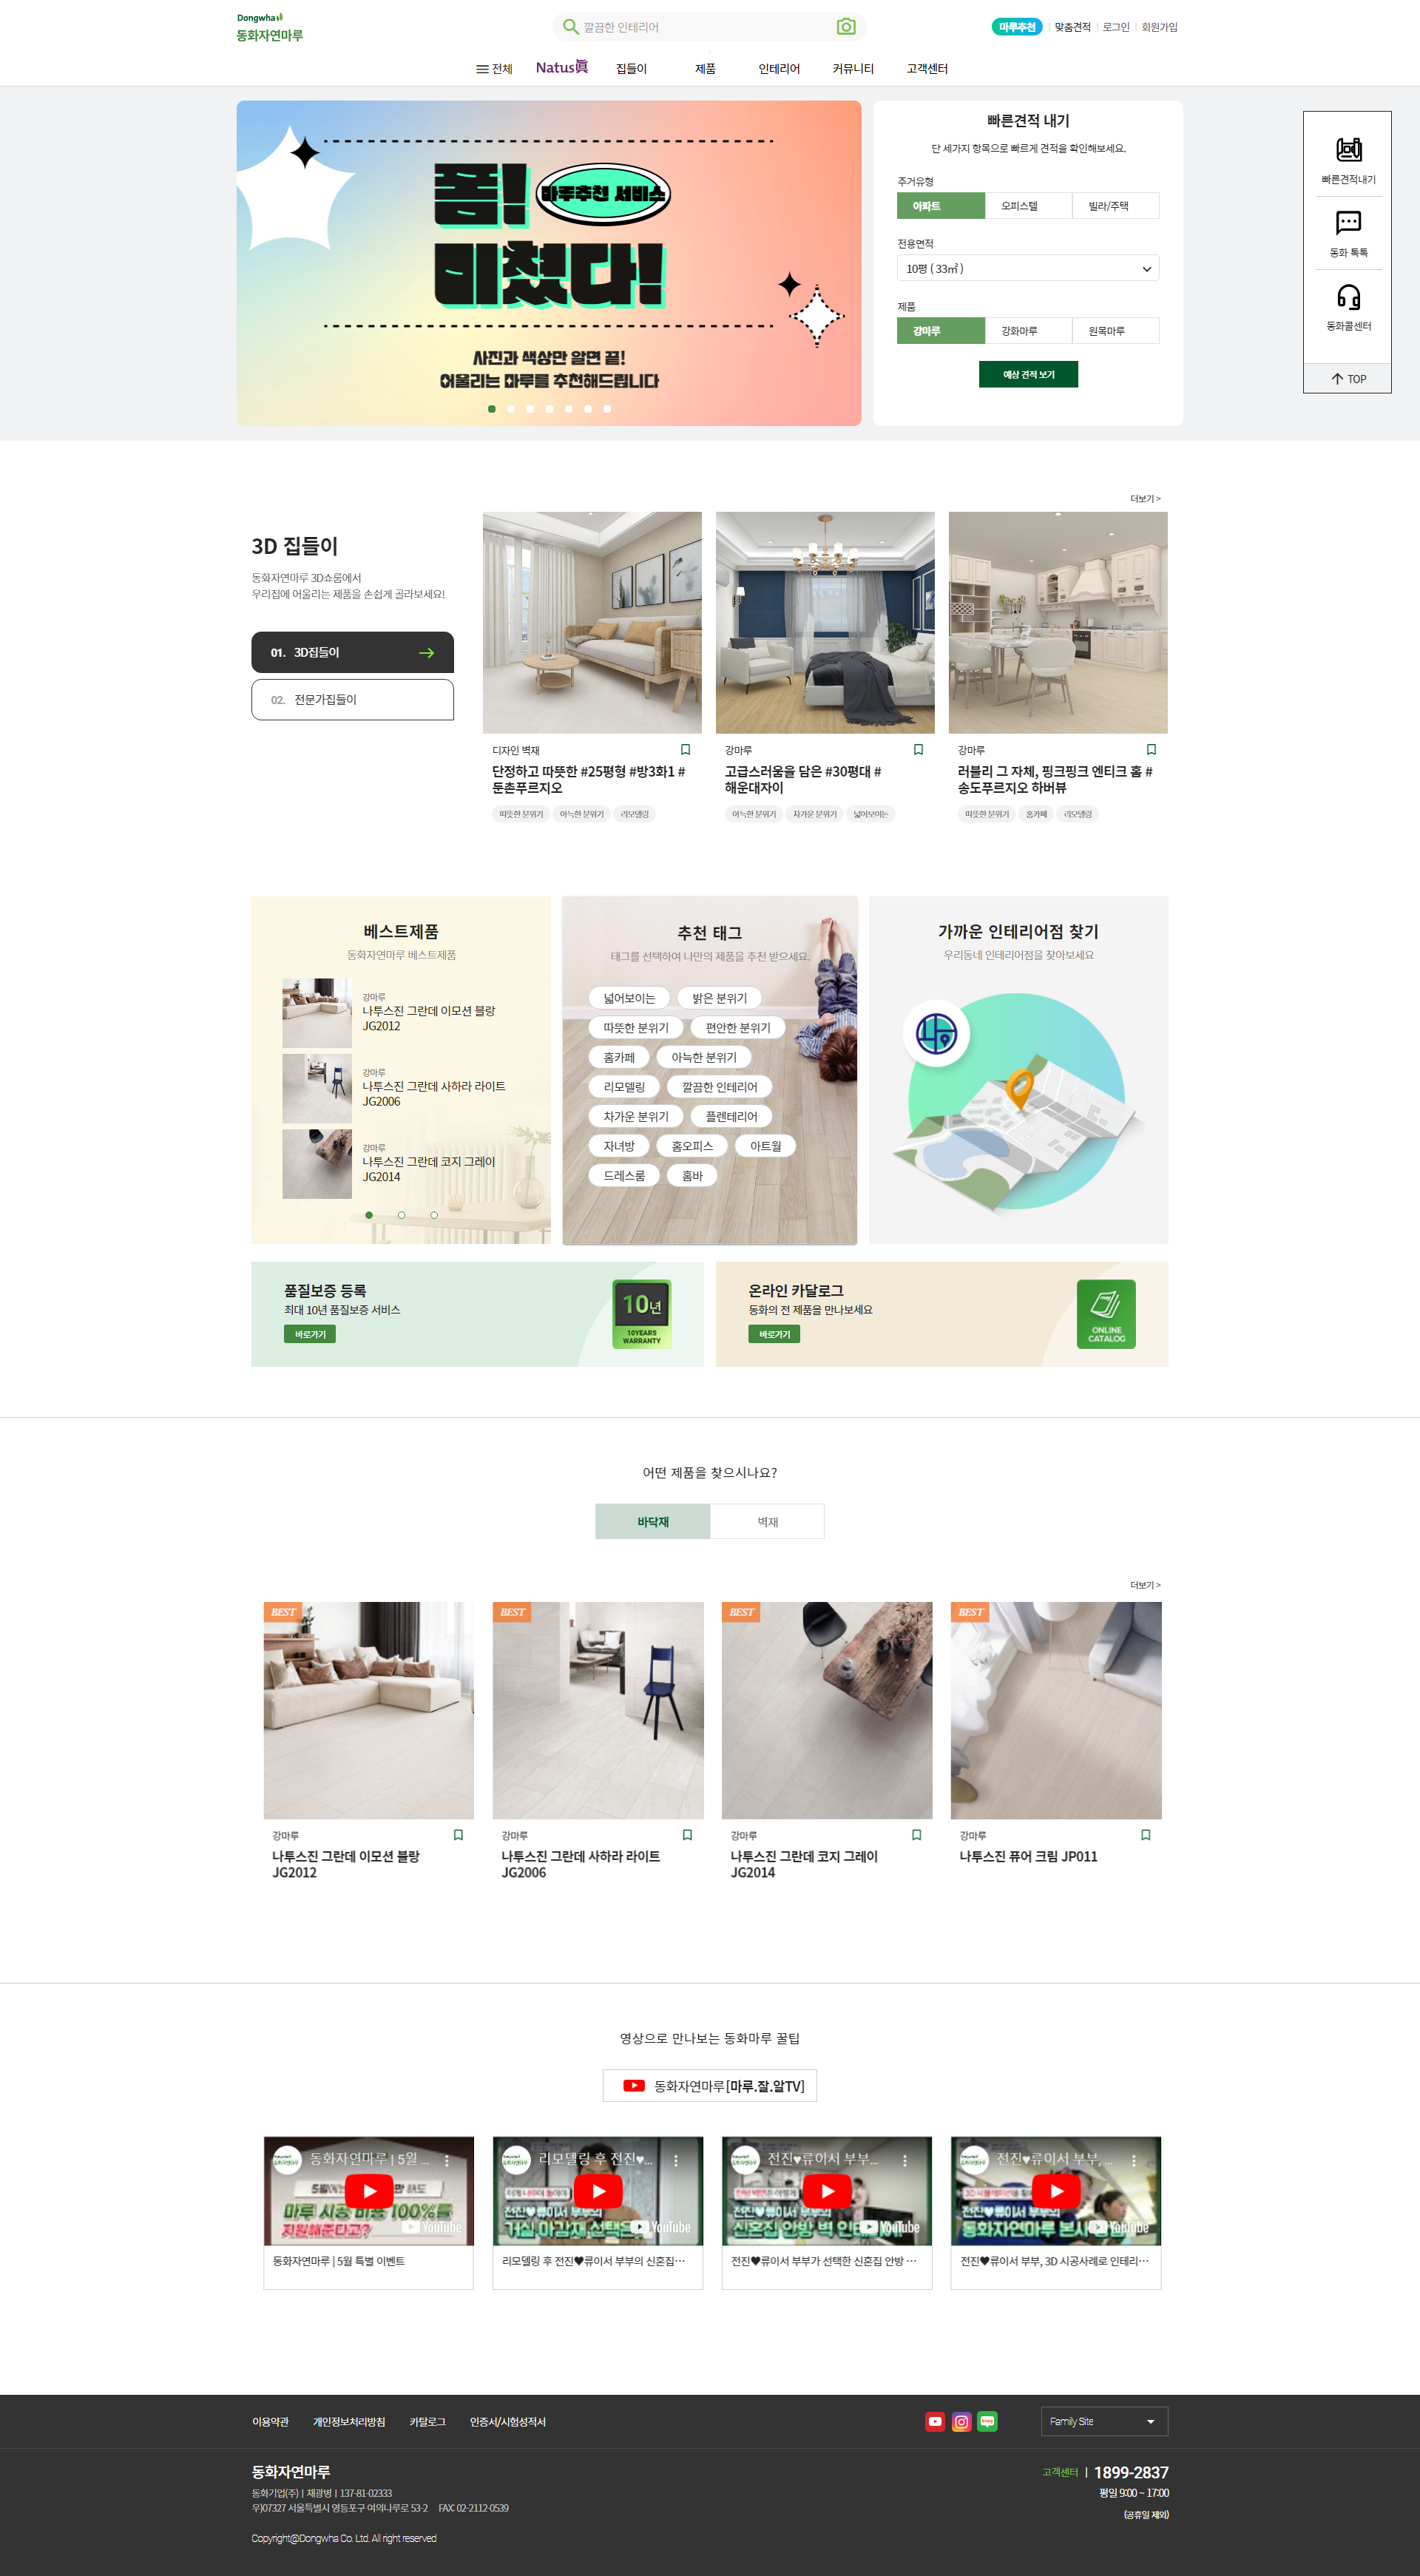 Dongwha
동화자연마루
깔끔한 인테리어
마루추천
맞춤견적
로그인
회원가입
전체
Natus眞
집들이
제품
인테리어
커뮤니티
고객센터
폼! 마루추천 서비스
미쳤다!
사진과 색상만 알면 끝!
어울리는 마루를 추천해드립니다
빠른견적 내기
단 세가지 항목으로 빠르게 견적을 확인해보세요.
주거유형
아파트
오피스텔
빌라/주택
전용면적
10평 ( 33㎡ )
제품
강마루
강화마루
원목마루
예상 견적 보기
빠른견적내기
동화 톡톡
동화콜센터
TOP
더보기 >
3D 집들이
동화자연마루 3D쇼룸에서
우리집에 어울리는 제품을 손쉽게 골라보세요!
01. 3D집들이
02. 전문가집들이
디자인 벽재
단정하고 따뜻한 #25평형 #방3화1 #
둔촌푸르지오
따뜻한 분위기
아늑한 분위기
리모델링
강마루
고급스러움을 담은 #30평대 #
해운대자이
아늑한 분위기
차가운 분위기
넓어보이는
강마루
러블리 그 자체, 핑크핑크 엔티크 홈 #
송도푸르지오 하버뷰
따뜻한 분위기
홈카페
리모델링
베스트제품
동화자연마루 베스트제품
강마루
나투스진 그란데 이모션 블랑
JG2012
강마루
나투스진 그란데 사하라 라이트
JG2006
강마루
나투스진 그란데 코지 그레이
JG2014
추천 태그
태그를 선택하여 나만의 제품을 추천 받으세요.
넓어보이는
밝은 분위기
따뜻한 분위기
편안한 분위기
홈카페
아늑한 분위기
리모델링
깔끔한 인테리어
차가운 분위기
플렌테리어
자녀방
홈오피스
아트월
드레스룸
홈바
가까운 인테리어점 찾기
우리동네 인테리어점을 찾아보세요
품질보증 등록
최대 10년 품질보증 서비스
바로가기
10년
10YEARS
WARRANTY
온라인 카달로그
동화의 전 제품을 만나보세요
바로가기
ONLINE
CATALOG
어떤 제품을 찾으시나요?
바닥재
벽재
더보기 >
BEST
BEST
BEST
BEST
강마루
나투스진 그란데 이모션 블랑
JG2012
강마루
나투스진 그란데 사하라 라이트
JG2006
강마루
나투스진 그란데 코지 그레이
JG2014
강마루
나투스진 퓨어 크림 JP011
영상으로 만나보는 동화마루 꿀팁
동화자연마루[마루.잘.알TV]
동화자연마루 | 5월 ...
마루 시공 비용 100%를
지원해준다고?
YouTube
동화자연마루 | 5월 특별 이벤트
리모델링 후 전진♥...
전진♥류이서 부부의
YouTube
리모델링 후 전진♥류이서 부부의 신혼집…
전진♥류이서 부부...
전진♥류이서 부부의
YouTube
전진♥류이서 부부가 선택한 신혼집 안방 …
전진♥류이서 부부, ...
전진♥류이서 부부의
YouTube
전진♥류이서 부부, 3D 시공사례로 인테리…
이용약관
개인정보처리방침
카탈로그
인증서/시험성적서
blog
Family Site
동화자연마루
동화기업(주) | 채광병 | 137-81-02333
우)07327 서울특별시 영등포구 여의나루로 53-2 FAX: 02-2112-0539
Copyright@Dongwha Co. Ltd. All right reserved
고객센터 | 1899-2837
평일 9:00 ~ 17:00
(공휴일 제외)